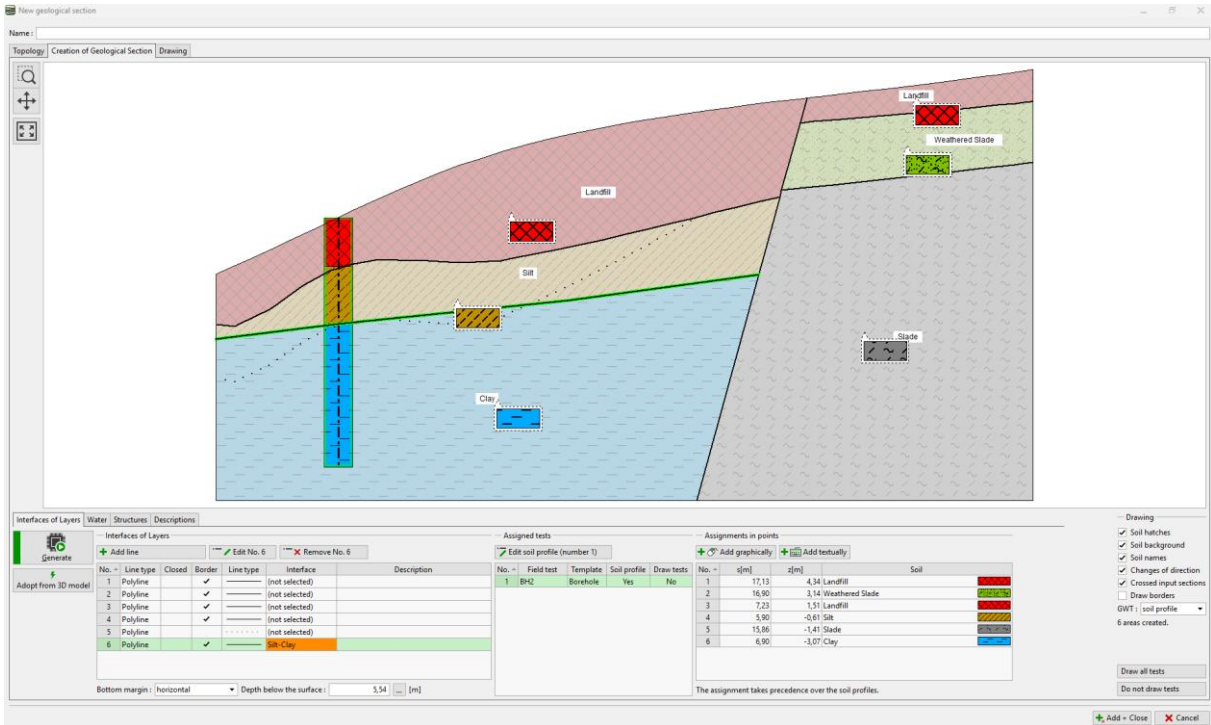 New geological section
Name :
Topology Creation of Geological Section Drawing
Landfill
Weathered Slade
Landfill
Silt
Slade
Clay
Interfaces of Layers Water Structures Descriptions
Generate
Adopt from 3D model
Interfaces of Layers
Add line Edit No. 6 Remove No. 6
No. Line type Closed Border Line type Interface Description
1 Polyline (not selected)
2 Polyline (not selected)
3 Polyline (not selected)
4 Polyline (not selected)
5 Polyline (not selected)
6 Polyline Silt-Clay
Bottom margin : horizontal Depth below the surface : 5,54 ... [m]
Assigned tests
Edit soil profile (number 1)
No. Field test Template Soil profile Draw tests
1 BH2 Borehole Yes No
Assignments in points
Add graphically Add textually
No. s[m] z[m] Soil
1 17,13 4,34 Landfill
2 16,90 3,14 Weathered Slade
3 7,23 1,51 Landfill
4 5,90 -0,61 Silt
5 15,86 -1,41 Slade
6 6,90 -3,07 Clay
The assignment takes precedence over the soil profiles.
Drawing
Soil hatches
Soil background
Soil names
Changes of direction
Crossed input sections
Draw borders
GWT : soil profile
6 areas created.
Draw all tests
Do not draw tests
Add + Close Cancel